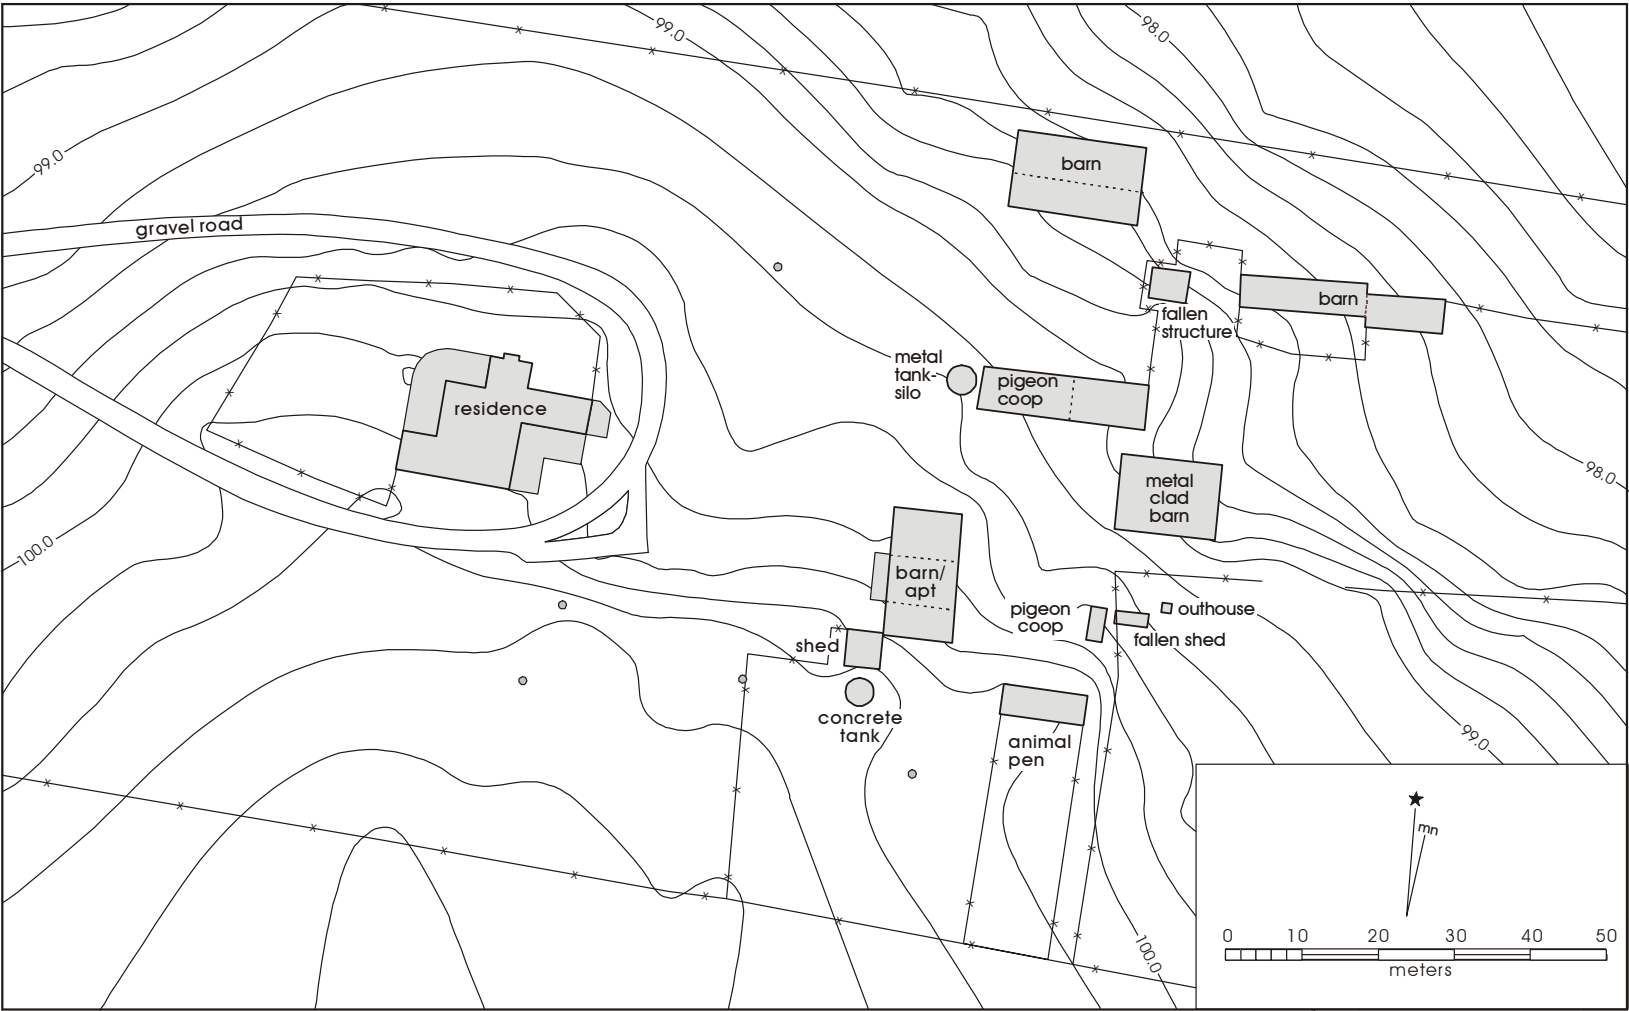 99.0
98.0
99.0
barn
gravel road
barn
fallen
structure
metal
tank-
silo
pigeon
coop
residence
98.0
metal
clad
barn
100.0
barn/
apt
pigeon
coop
outhouse
fallen shed
shed
concrete
tank
animal
pen
99.0
mn
100.0
0 10 20 30 40 50
meters